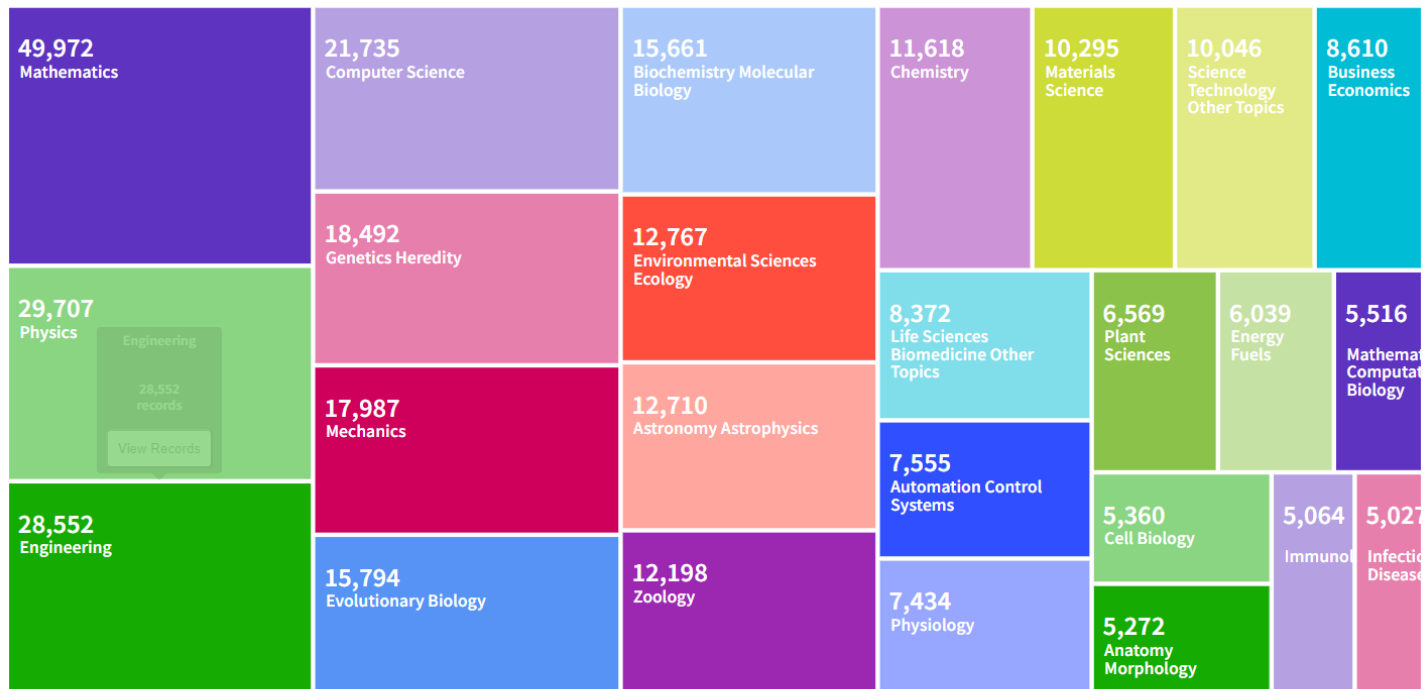 49,972
Mathematics
29,707
Physics
Engineering
28,552
records
View Records
28,552
Engineering
21,735
Computer Science
18,492
Genetics Heredity
17,987
Mechanics
15,794
Evolutionary Biology
15,661
Biochemistry Molecular
Biology
12,767
Environmental Sciences
Ecology
12,710
Astronomy Astrophysics
12,198
Zoology
11,618
Chemistry
10,295
Materials
Science
10,046
Science
Technology
Other Topics
8,610
Business
Economics
8,372
Life Sciences
Biomedicine Other
Topics
7,555
Automation Control
Systems
7,434
Physiology
6,569
Plant
Sciences
6,039
Energy
Fuels
5,516
Mathemat
Computat
Biology
5,360
Cell Biology
5,272
Anatomy
Morphology
5,064
Immunol
5,027
Infectio
Disease